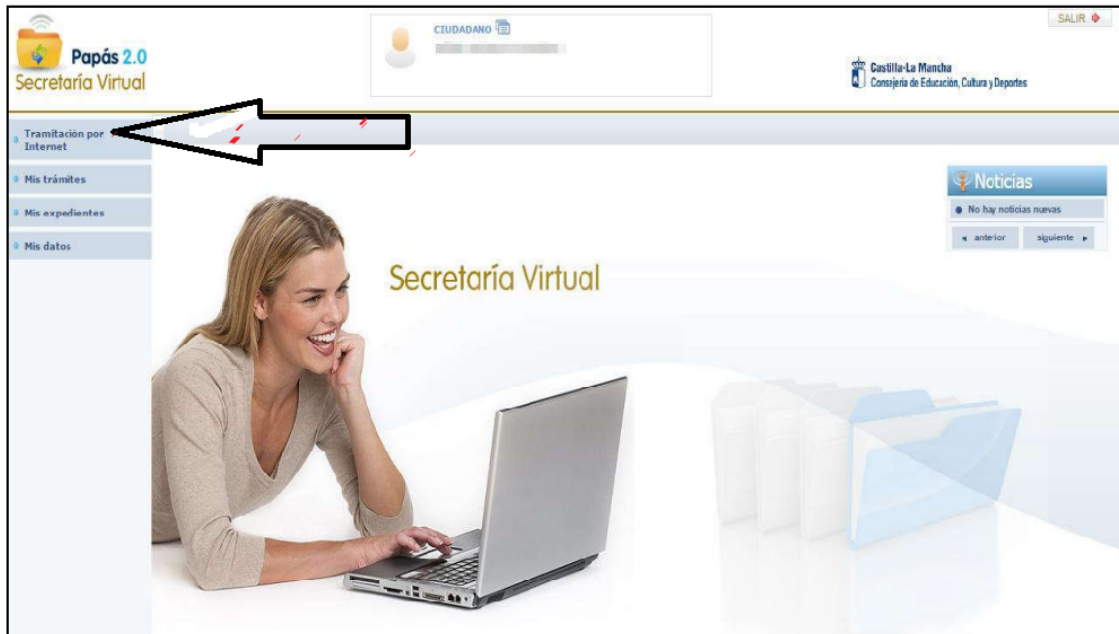 SALIR
CIUDADANO
Papás 2.0
Secretaría Virtual
Castilla-La Mancha
Consejería de Educación, Cultura y Deportes
Tramitación por
Internet
Mis trámites
Mis expedientes
Mis datos
Noticias
No hay noticias nuevas
anterior siguiente
Secretaría Virtual